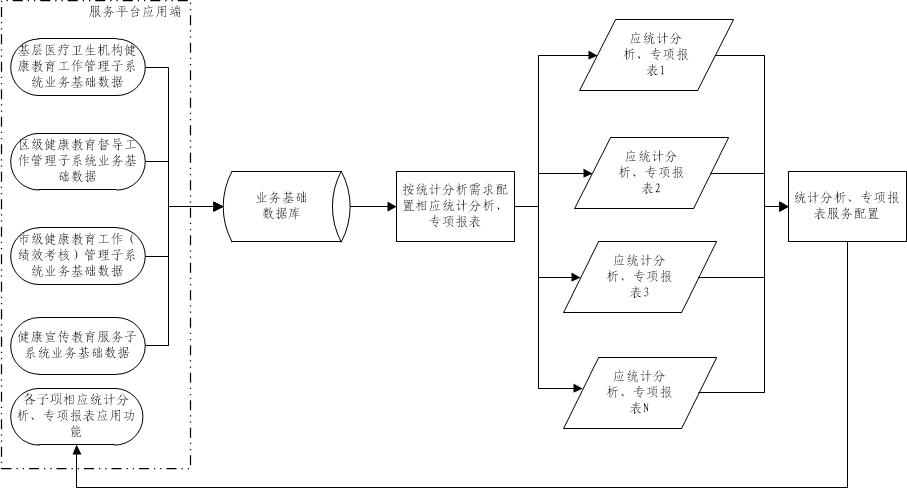 服务平台应用端
基层医疗卫生机构健
康教育工作管理子系
统业务基础数据
区级健康教育督导工
作管理子系统业务基
础数据
市级健康教育工作（
绩效考核）管理子系
统业务基础数据
健康宣传教育服务子
系统业务基础数据
各子项相应统计分
析、专项报表应用功
能
业务基础
数据库
按统计分析需求配
置相应统计分析、
专项报表
应统计分
析、专项报
表1
应统计分
析、专项报
表2
应统计分
析、专项报
表3
应统计分
析、专项报
表N
统计分析、专项报
表服务配置